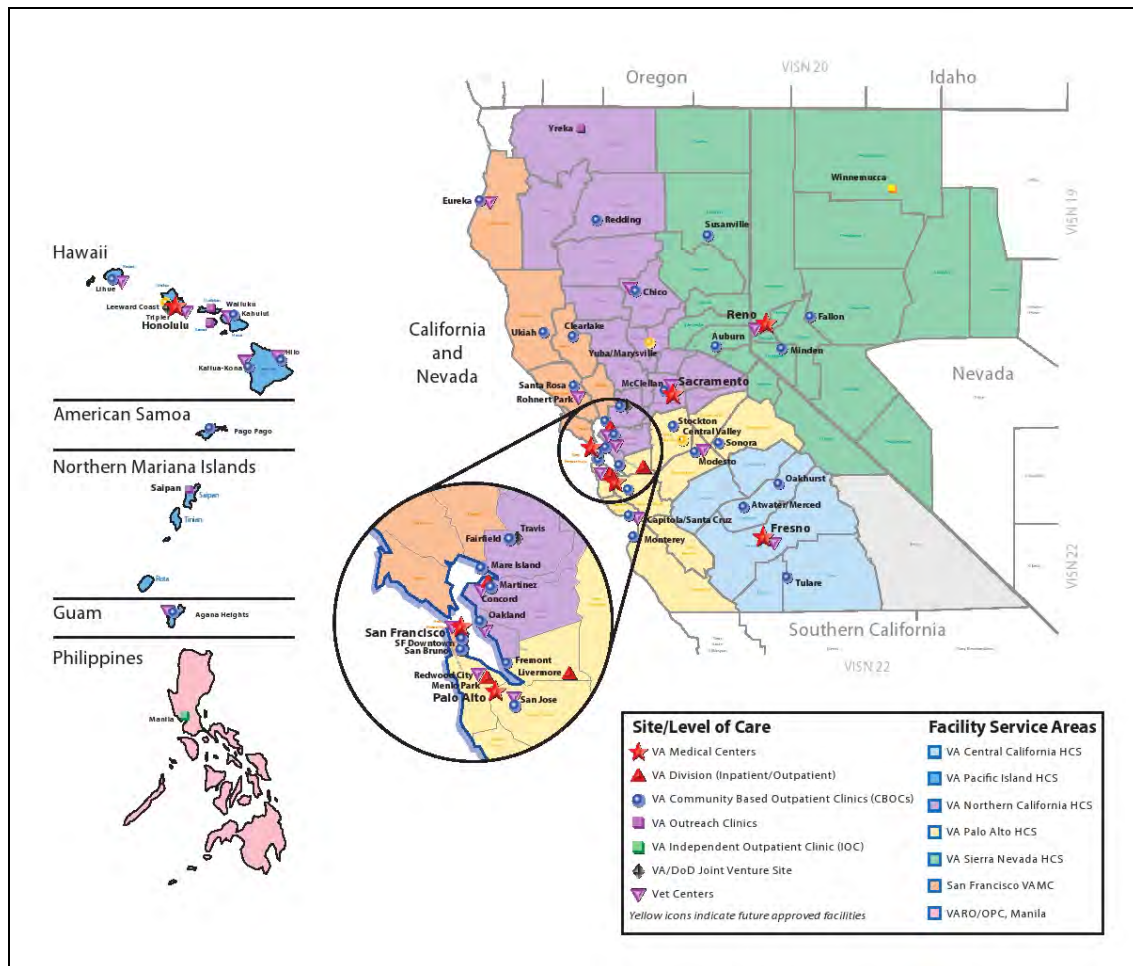 Oregon
VISN 20
Idaho
Yreka
Winnemucca
VISN 19
Eureka
Redding
Susanville
Hawaii
Lihue
Leeward Coast
Tripler
Honolulu
Wailuku
Kahului
Hilo
Kailua-Kona
California
and
Nevada
Chico
Reno
Fallon
Ukiah
Clearlake
Yuba/Marysville
Auburn
Minden
Nevada
Santa Rosa
Rohnert Park
McClellan
Sacramento
American Samoa
Pago Pago
Stockton
Central Valley
Sonora
Modesto
Oakhurst
Atwater/Merced
Fresno
Capitola/Santa Cruz
Monterey
Tulare
VISN 22
Southern California
VISN 22
Northern Mariana Islands
Saipan
Saipan
Tinian
Rota
Guam
Agana Heights
Philippines
Manila
Travis
Fairfield
Mare Island
Martinez
Concord
Oakland
San Francisco
SF Downtown
San Bruno
Fremont
Livermore
Redwood City
Menlo Park
Palo Alto
San Jose
Site/Level of Care
VA Medical Centers
VA Division (Inpatient/Outpatient)
VA Community Based Outpatient Clinics (CBOCs)
VA Outreach Clinics
VA Independent Outpatient Clinic (IOC)
VA/DoD Joint Venture Site
Vet Centers
Yellow icons indicate future approved facilities
Facility Service Areas
VA Central California HCS
VA Pacific Island HCS
VA Northern California HCS
VA Palo Alto HCS
VA Sierra Nevada HCS
San Francisco VAMC
VARO/OPC, Manila